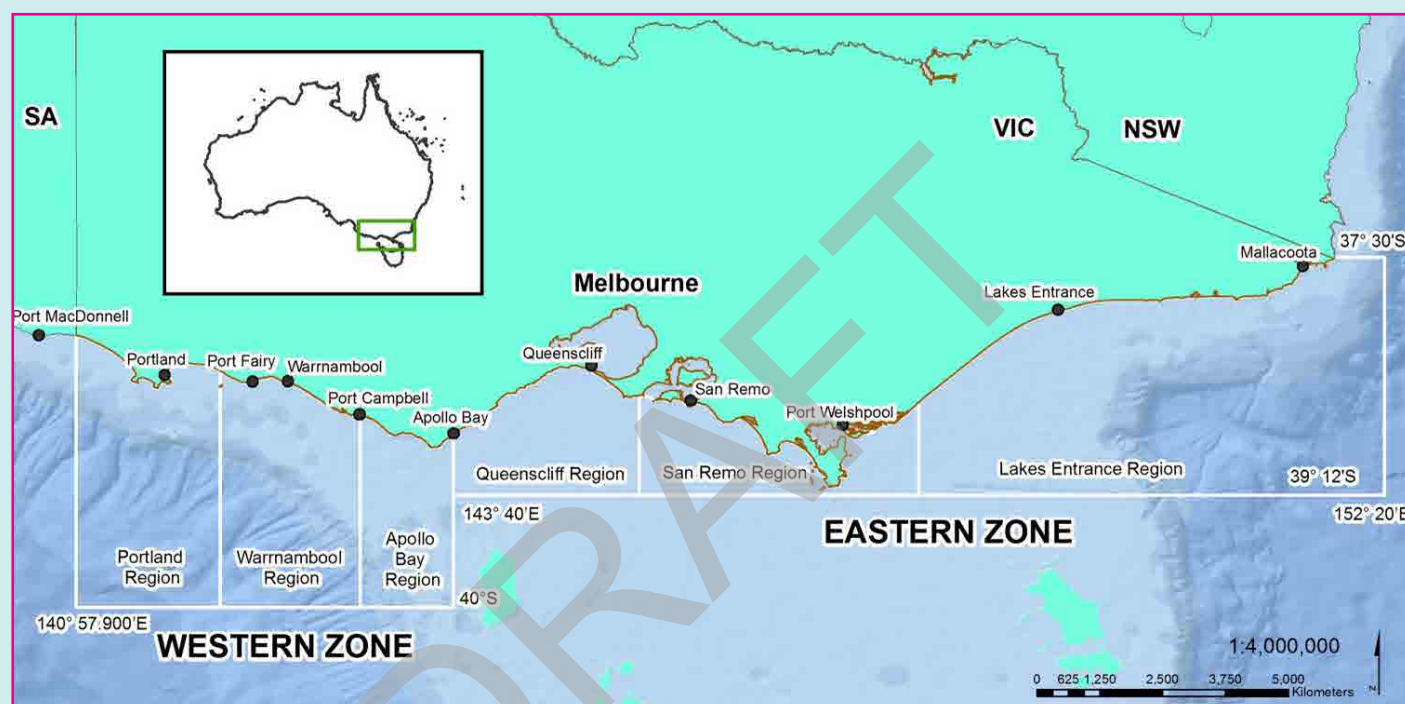 SA
VIC
NSW
37° 30'S
Mallacoota
Melbourne
Lakes Entrance
Port MacDonnell
Portland
Port Fairy
Warrnambool
Queenscliff
San Remo
Port Campbell
Port Welshpool
Apollo Bay
Queenscliff Region
San Remo Region
Lakes Entrance Region
39° 12'S
143° 40'E
152° 20'E
EASTERN ZONE
Portland
Region
Warrnambool
Region
Apollo
Bay
Region
40°S
140° 57.900'E
WESTERN ZONE
1:4,000,000
0 625 1,250 2,500 3,750 5,000
Kilometers
N
DRAFT